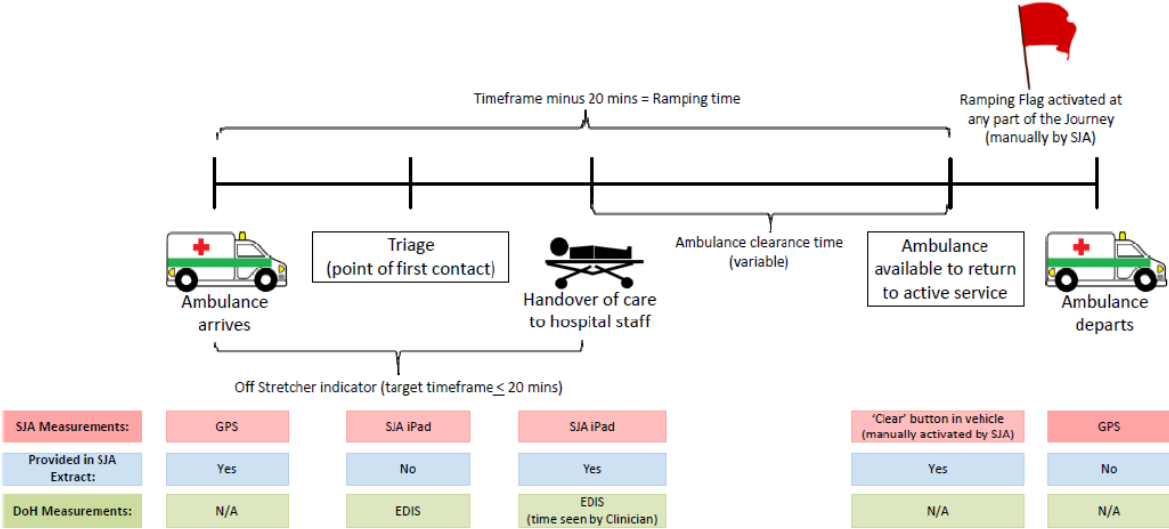 Timeframe minus 20 mins = Ramping time
Ramping Flag activated at
any part of the Journey
(manually by SJA)
Ambulance
arrives
Triage
(point of first contact)
Handover of care
to hospital staff
Ambulance clearance time
(variable)
Ambulance
available to return
to active service
Ambulance
departs
Off Stretcher indicator (target timeframe < 20 mins)
SJA Measurements:
GPS
SJA iPad
SJA iPad
'Clear' button in vehicle
(manually activated by SJA)
GPS
Provided in SJA
Extract:
Yes
No
Yes
Yes
No
DoH Measurements:
N/A
EDIS
EDIS
(time seen by Clinician)
N/A
N/A